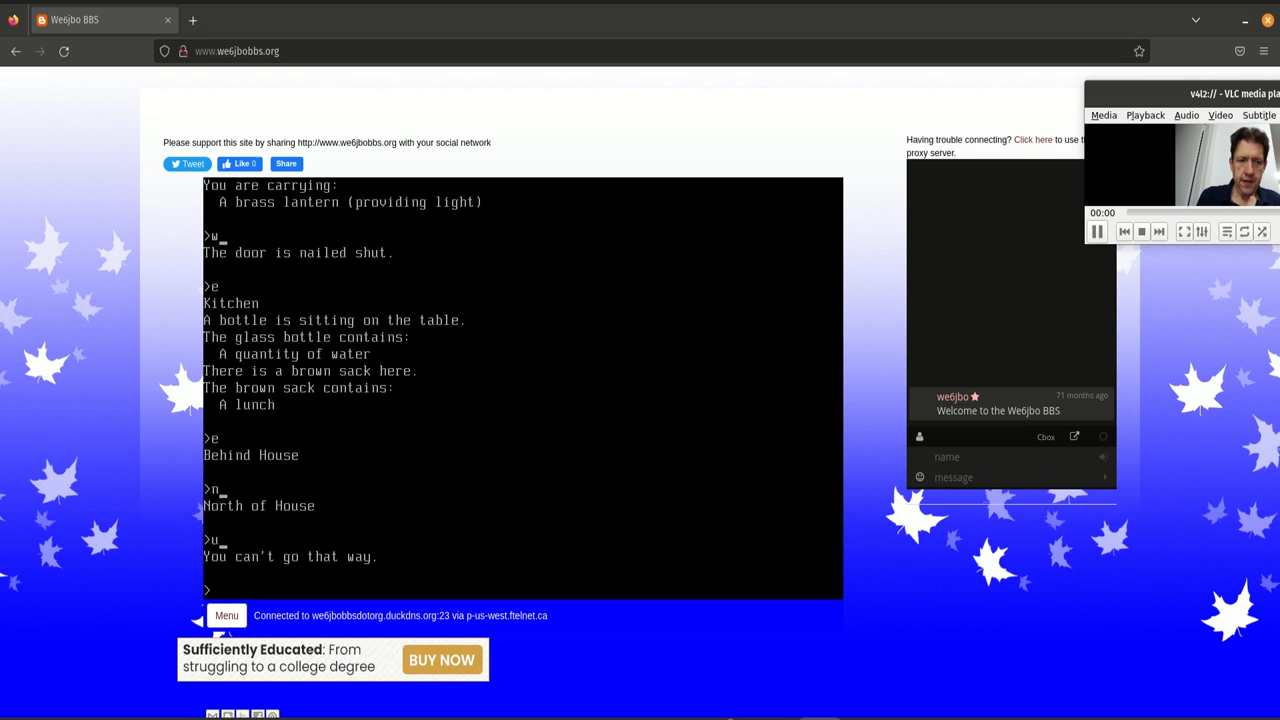 We6jbo BBS
www.we6jbobbs.org
v4l2:// - VLC media pla
Media Playback Audio Video Subtitle
00:00
Please support this site by sharing http://www.we6jbobbs.org with your social network
Tweet
Like 0
Share
Having trouble connecting? Click here to use t
proxy server.
You are carrying:
A brass lantern (providing light)
>w_
The door is nailed shut.
>e
Kitchen
A bottle is sitting on the table.
The glass bottle contains:
A quantity of water
There is a brown sack here.
The brown sack contains:
A lunch
>e
Behind House
>n_
North of House
>u_
You can't go that way.
>
we6jbo 71 months ago
Welcome to the We6jbo BBS
Cbox
name
message
Menu
Connected to we6jbobbsdotorg.duckdns.org:23 via p-us-west.ftelnet.ca
Sufficiently Educated: From
struggling to a college degree
BUY NOW